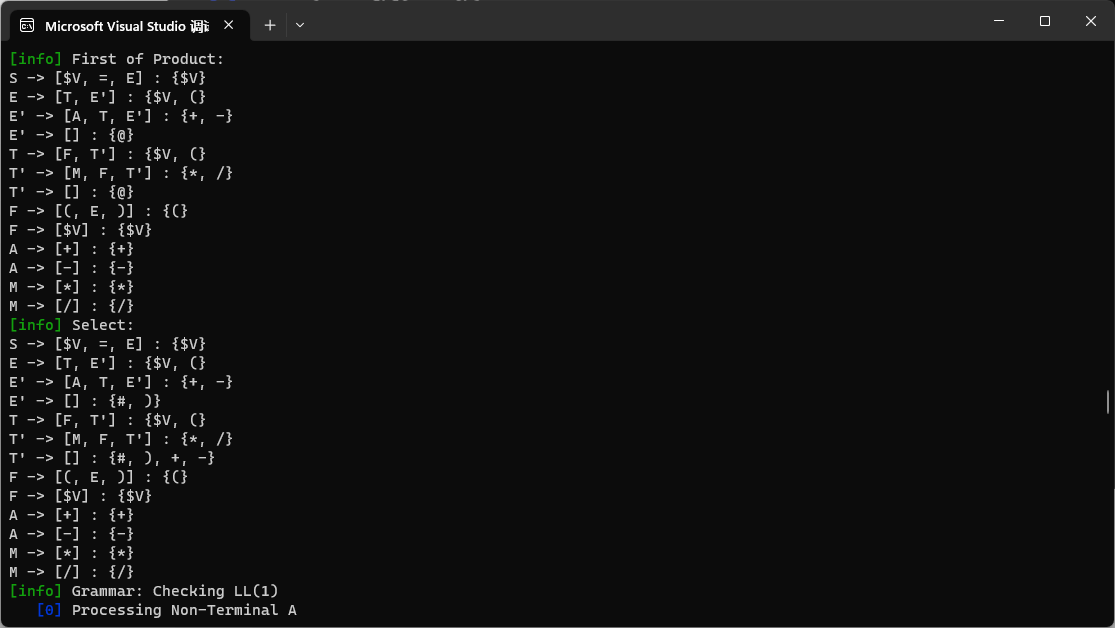 Microsoft Visual Studio 调
[info] First of Product:
S -> [$V, =, E] : {$V}
E -> [T, E'] : {$V, (}
E' -> [A, T, E'] : {+, -}
E' -> [] : {@}
T -> [F, T'] : {$V, (}
T' -> [M, F, T'] : {*, /}
T' -> [] : {@}
F -> [(, E, )] : {(}
F -> [$V] : {$V}
A -> [+] : {+}
A -> [-] : {-}
M -> [*] : {*}
M -> [/] : {/}
[info] Select:
S -> [$V, =, E] : {$V}
E -> [T, E'] : {$V, (}
E' -> [A, T, E'] : {+, -}
E' -> [] : {#, )}
T -> [F, T'] : {$V, (}
T' -> [M, F, T'] : {*, /}
T' -> [] : {#, ), +, -}
F -> [(, E, )] : {(}
F -> [$V] : {$V}
A -> [+] : {+}
A -> [-] : {-}
M -> [*] : {*}
M -> [/] : {/}
[info] Grammar: Checking LL(1)
[0] Processing Non-Terminal A